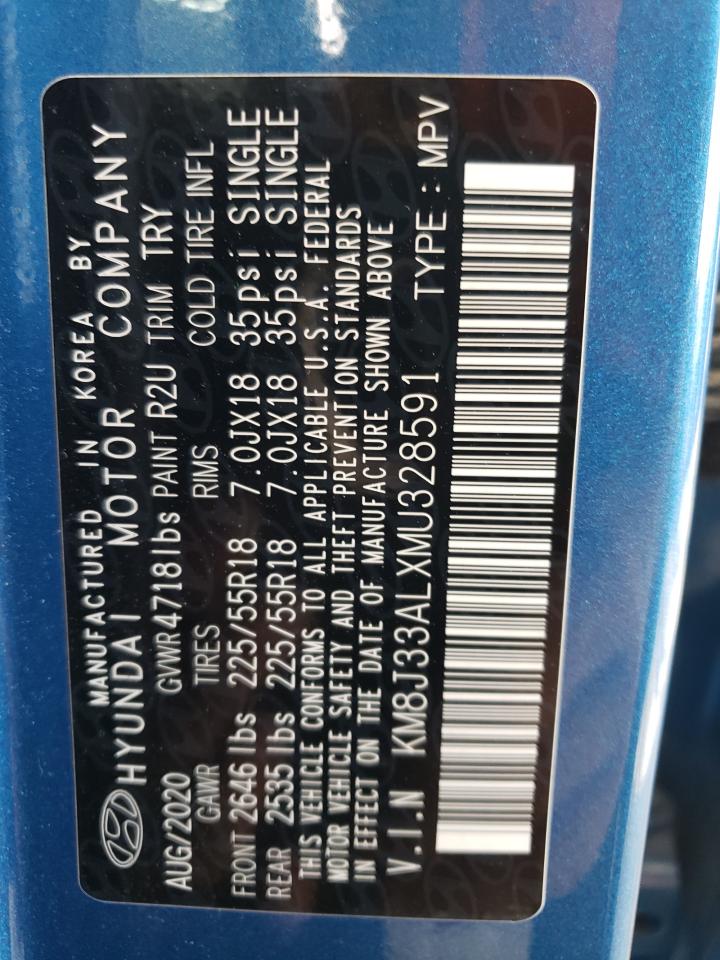 MANUFACTURED IN KOREA BY
HYUNDAI MOTOR COMPANY
AUG/2020 GVWR4718lbs PAINT R2U TRIM TRY
GAWR TIRES RIMS COLD TIRE INFL
FRONT 2646 lbs 225/55R18 7.0JX18 35psi SINGLE
REAR 2535 lbs 225/55R18 7.0JX18 35psi SINGLE
THIS VEHICLE CONFORMS TO ALL APPLICABLE U.S.A. FEDERAL
MOTOR VEHICLE SAFETY AND THEFT PREVENTION STANDARDS
IN EFFECT ON THE DATE OF MANUFACTURE SHOWN ABOVE
V.I.N KM8J33ALXMU328591 TYPE : MPV